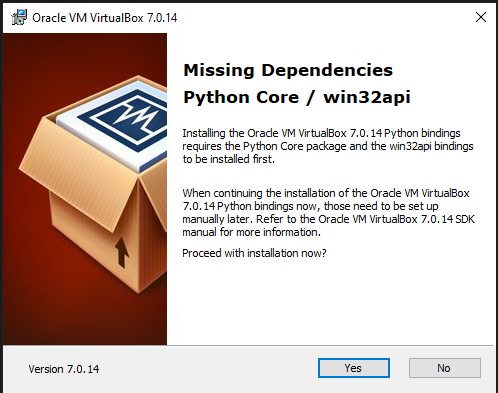 Oracle VM VirtualBox 7.0.14
Missing Dependencies
Python Core / win32api
Installing the Oracle VM VirtualBox 7.0.14 Python bindings
requires the Python Core package and the win32api bindings
to be installed first.
When continuing the installation of the Oracle VM VirtualBox
7.0.14 Python bindings now, those need to be set up
manually later. Refer to the Oracle VM VirtualBox 7.0.14 SDK
manual for more information.
Proceed with installation now?
Version 7.0.14
Yes
No